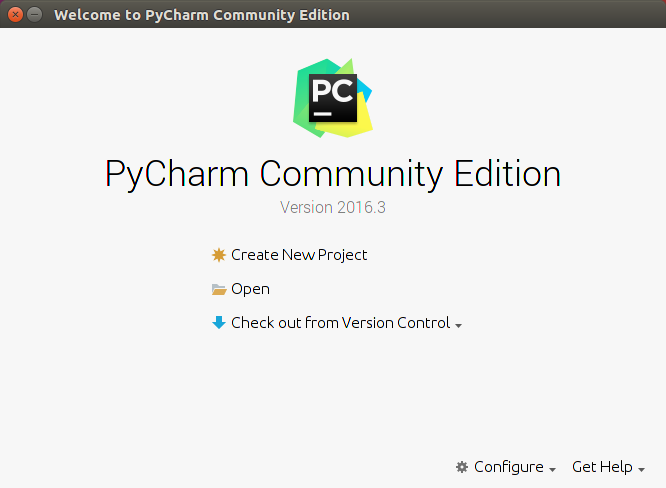 Welcome to PyCharm Community Edition
PC
PyCharm Community Edition
Version 2016.3
Create New Project
Open
Check out from Version Control
Configure Get Help